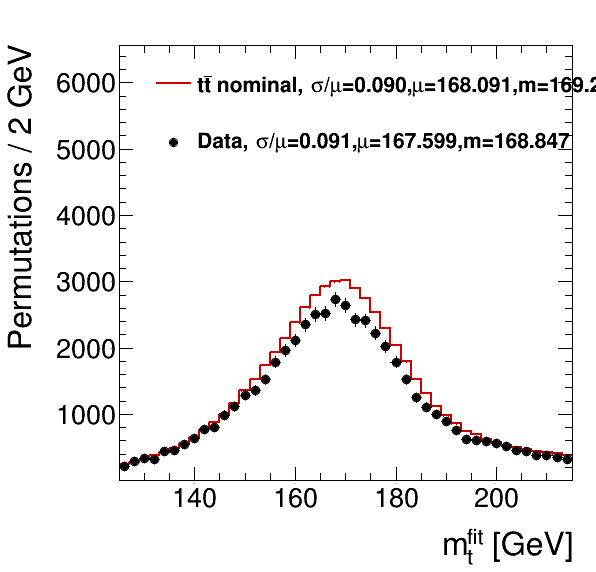 Permutations / 2 GeV
6000
5000
4000
3000
2000
1000
tt̄ nominal, σ/μ=0.090,μ=168.091,m=169.2
Data, σ/μ=0.091,μ=167.599,m=168.847
140 160 180 200
m_t^fit [GeV]